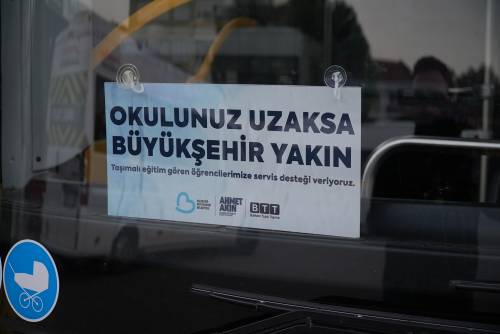 OKULUNUZ UZAKSA
BÜYÜKŞEHİR YAKIN
Taşımalı eğitim gören öğrencilerimize servis desteği veriyoruz.
AHMET
AKIN
BTT